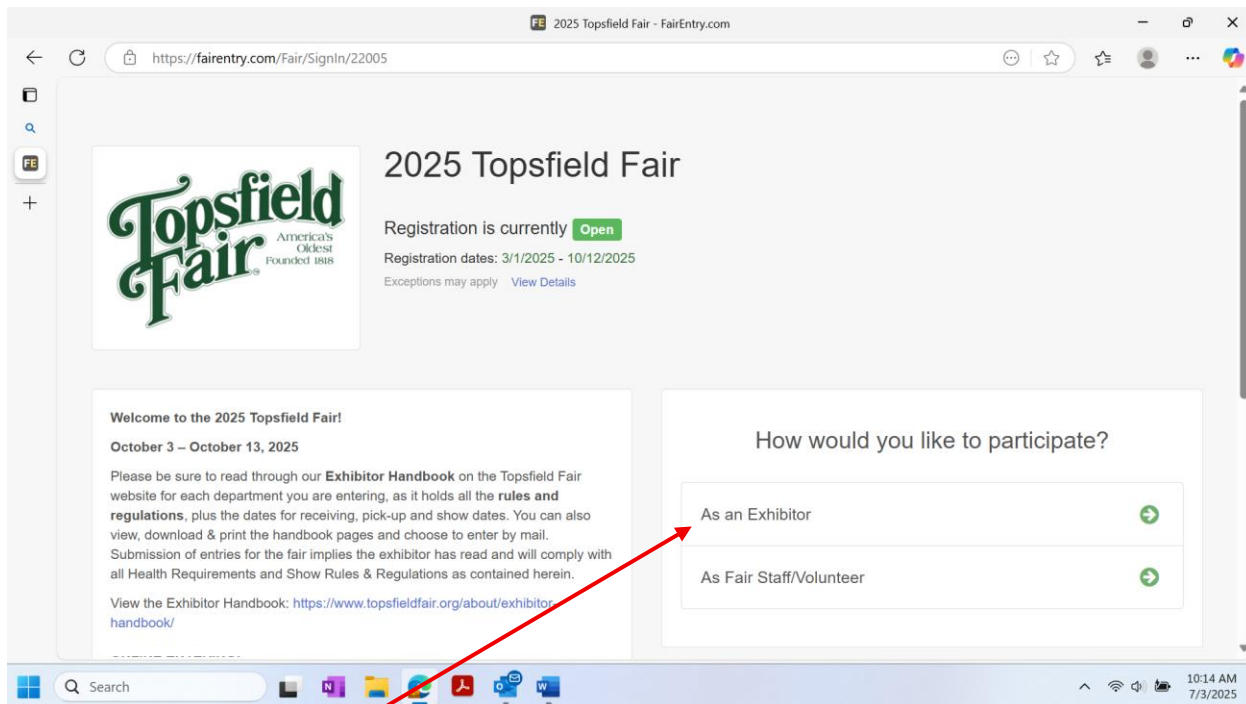 2025 Topsfield Fair - FairEntry.com
https://fairentry.com/Fair/SignIn/22005
Topsfield
Fair
America's
Oldest
Founded 1818
2025 Topsfield Fair
Registration is currently Open
Registration dates: 3/1/2025 - 10/12/2025
Exceptions may apply View Details
Welcome to the 2025 Topsfield Fair!
October 3 – October 13, 2025
Please be sure to read through our Exhibitor Handbook on the Topsfield Fair
website for each department you are entering, as it holds all the rules and
regulations, plus the dates for receiving, pick-up and show dates. You can also
view, download & print the handbook pages and choose to enter by mail.
Submission of entries for the fair implies the exhibitor has read and will comply with
all Health Requirements and Show Rules & Regulations as contained herein.
View the Exhibitor Handbook: https://www.topsfieldfair.org/about/exhibitor-
handbook/
How would you like to participate?
As an Exhibitor
As Fair Staff/Volunteer
Search
10:14 AM
7/3/2025